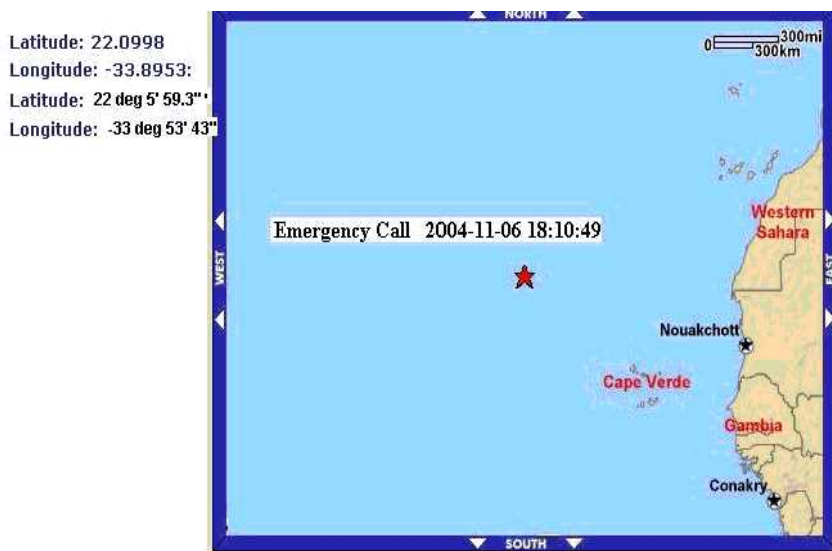 NORTH
Latitude: 22.0998
Longitude: -33.8953:
Latitude: 22 deg 5' 59.3"'
Longitude: -33 deg 53' 43"
0 300mi
300km
Western
Sahara
Emergency Call 2004-11-06 18:10:49
WEST
EAST
Nouakchott
Cape Verde
Gambia
Conakry
SOUTH